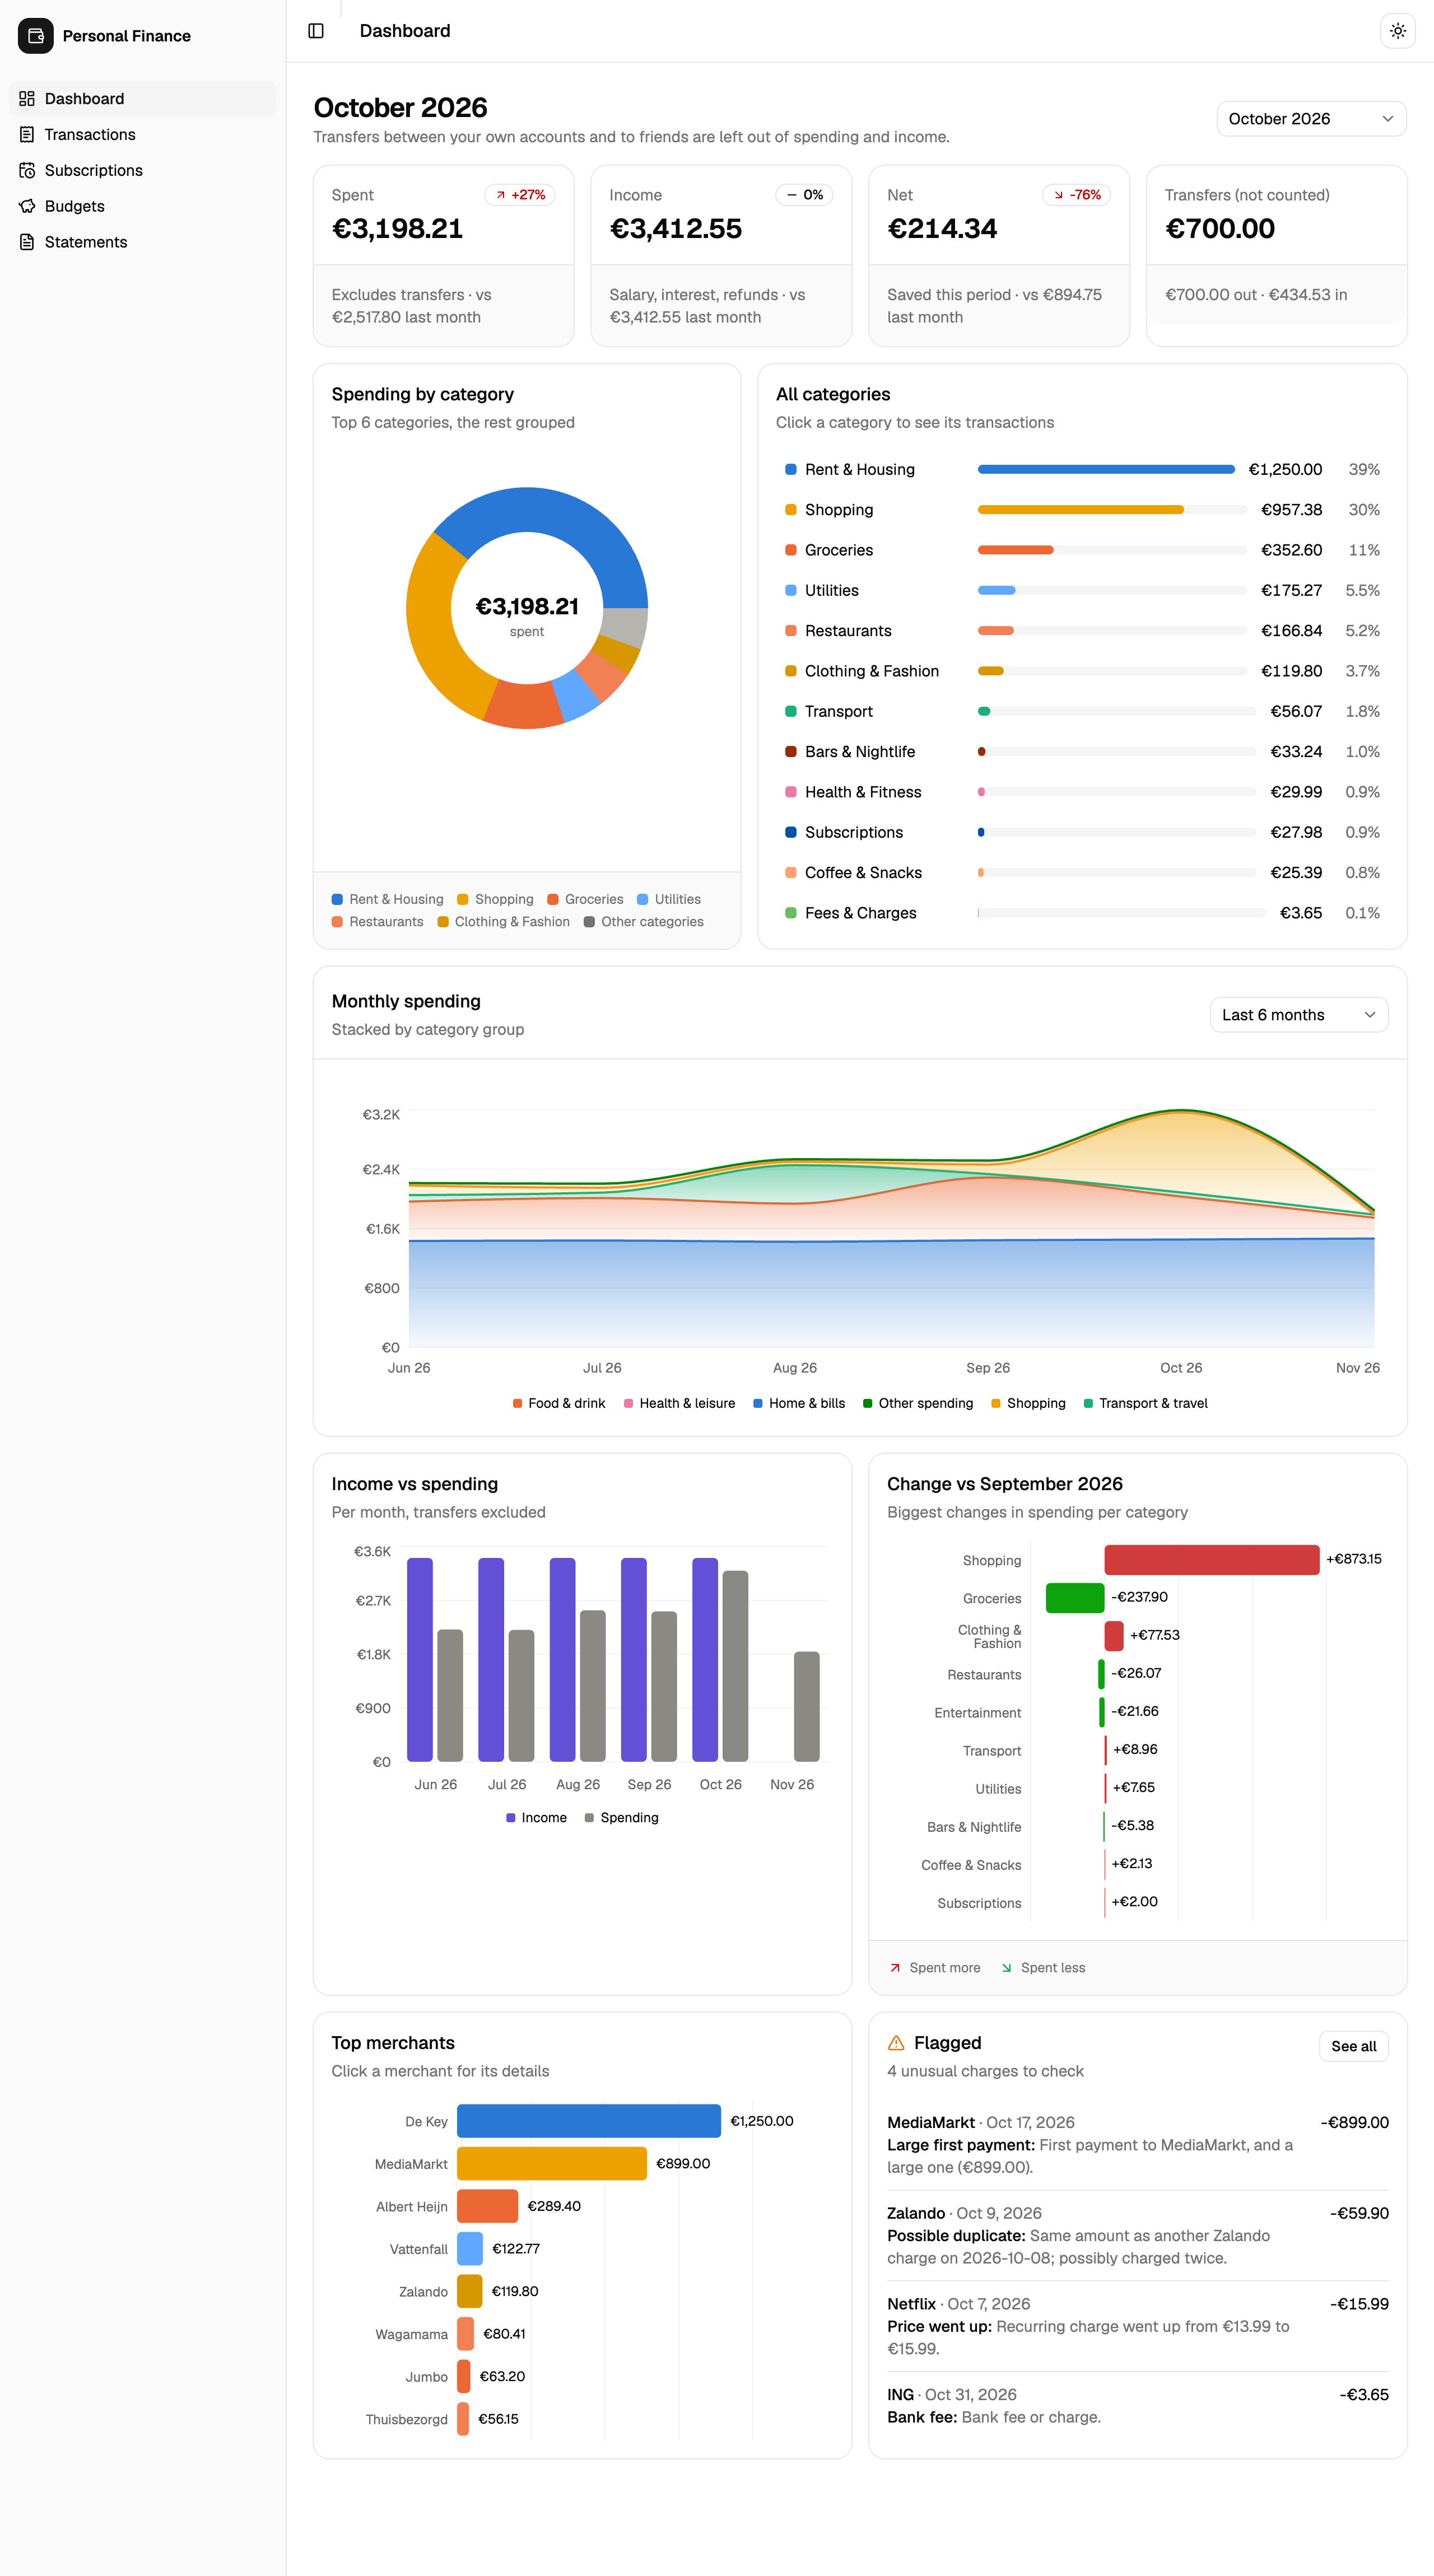 Personal Finance
Dashboard
Transactions
Subscriptions
Budgets
Statements
Dashboard
October 2026
Transfers between your own accounts and to friends are left out of spending and income.
October 2026
Spent
+27%
€3,198.21
Excludes transfers · vs
€2,517.80 last month
Income
0%
€3,412.55
Salary, interest, refunds · vs
€3,412.55 last month
Net
-76%
€214.34
Saved this period · vs €894.75
last month
Transfers (not counted)
€700.00
€700.00 out · €434.53 in
Spending by category
Top 6 categories, the rest grouped
€3,198.21
spent
Rent & Housing Shopping Groceries Utilities
Restaurants Clothing & Fashion Other categories
All categories
Click a category to see its transactions
Rent & Housing €1,250.00 39%
Shopping €957.38 30%
Groceries €352.60 11%
Utilities €175.27 5.5%
Restaurants €166.84 5.2%
Clothing & Fashion €119.80 3.7%
Transport €56.07 1.8%
Bars & Nightlife €33.24 1.0%
Health & Fitness €29.99 0.9%
Subscriptions €27.98 0.9%
Coffee & Snacks €25.39 0.8%
Fees & Charges €3.65 0.1%
Monthly spending
Stacked by category group
Last 6 months
€3.2K
€2.4K
€1.6K
€800
€0
Jun 26 Jul 26 Aug 26 Sep 26 Oct 26 Nov 26
Food & drink Health & leisure Home & bills Other spending Shopping Transport & travel
Income vs spending
Per month, transfers excluded
€3.6K
€2.7K
€1.8K
€900
€0
Jun 26 Jul 26 Aug 26 Sep 26 Oct 26 Nov 26
Income Spending
Change vs September 2026
Biggest changes in spending per category
Shopping +€873.15
Groceries -€237.90
Clothing &
Fashion +€77.53
Restaurants -€26.07
Entertainment -€21.66
Transport +€8.96
Utilities +€7.65
Bars & Nightlife -€5.38
Coffee & Snacks +€2.13
Subscriptions +€2.00
Spent more Spent less
Top merchants
Click a merchant for its details
De Key €1,250.00
MediaMarkt €899.00
Albert Heijn €289.40
Vattenfall €122.77
Zalando €119.80
Wagamama €80.41
Jumbo €63.20
Thuisbezorgd €56.15
Flagged
See all
4 unusual charges to check
MediaMarkt · Oct 17, 2026 -€899.00
Large first payment: First payment to MediaMarkt, and a
large one (€899.00).
Zalando · Oct 9, 2026 -€59.90
Possible duplicate: Same amount as another Zalando
charge on 2026-10-08; possibly charged twice.
Netflix · Oct 7, 2026 -€15.99
Price went up: Recurring charge went up from €13.99 to
€15.99.
ING · Oct 31, 2026 -€3.65
Bank fee: Bank fee or charge.